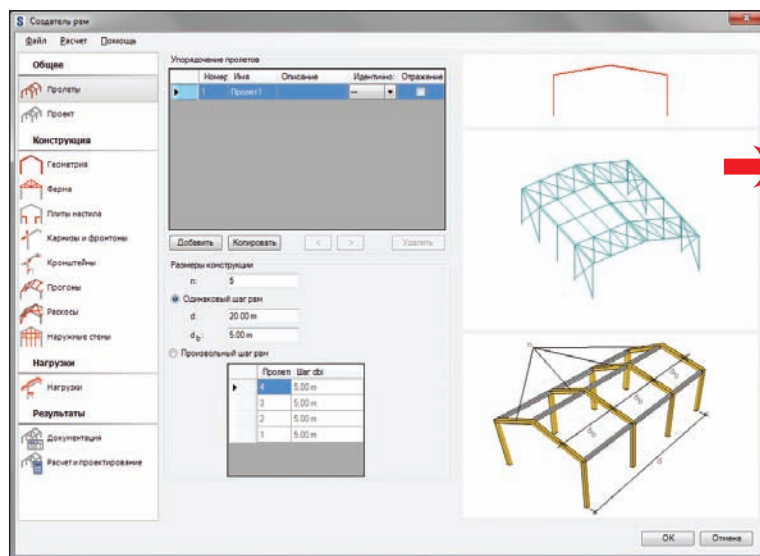 Создатель рам
Файл Расчет Помощь
Общее
Пролеты
Проект
Конструкция
Геометрия
Ферма
Плиты настила
Карнизы и фронтоны
Кронштейны
Прогоны
Раскосы
Наружные стены
Нагрузки
Нагрузки
Результаты
Документация
Расчет и проектирование
Упорядочение пролетов
Номер Имя Описание Идентично: Отражение
1 Пролет1 ---
Добавить Копировать < > Удалить
Размеры конструкции
n: 5
Одинаковый шаг рам
d: 20.00 m
db: 5.00 m
Произвольный шаг рам
Пролет Шаг dbi
4 5.00 m
3 5.00 m
2 5.00 m
1 5.00 m
n
db
db
d
OK Отмена